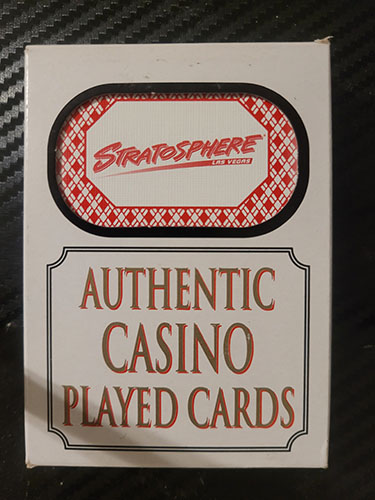 STRATOSPHERE
LAS VEGAS
AUTHENTIC
CASINO
PLAYED CARDS